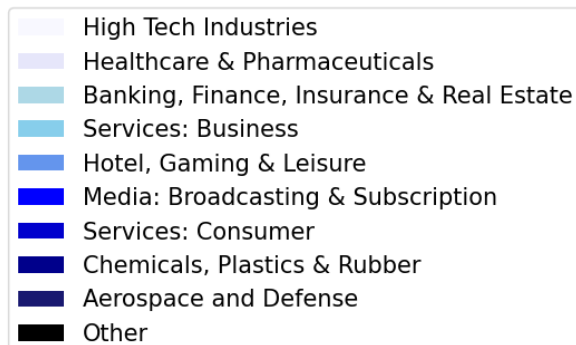 High Tech Industries
Healthcare & Pharmaceuticals
Banking, Finance, Insurance & Real Estate
Services: Business
Hotel, Gaming & Leisure
Media: Broadcasting & Subscription
Services: Consumer
Chemicals, Plastics & Rubber
Aerospace and Defense
Other